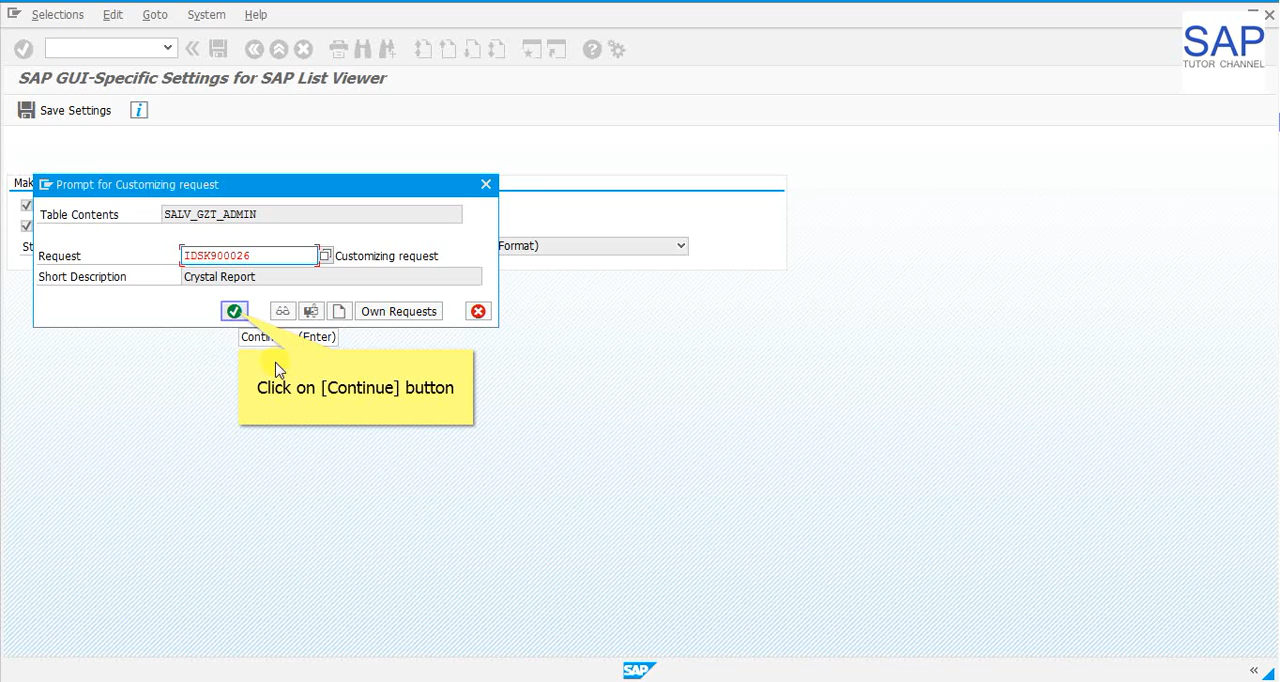 Selections Edit Goto System Help
SAP
TUTOR CHANNEL
SAP GUI-Specific Settings for SAP List Viewer
Save Settings i
Mak
Prompt for Customizing request
Table Contents SALV_GZT_ADMIN
St
Format)
Request IDSK900026 Customizing request
Short Description Crystal Report
Own Requests
(Enter)
Click on [Continue] button
SAP